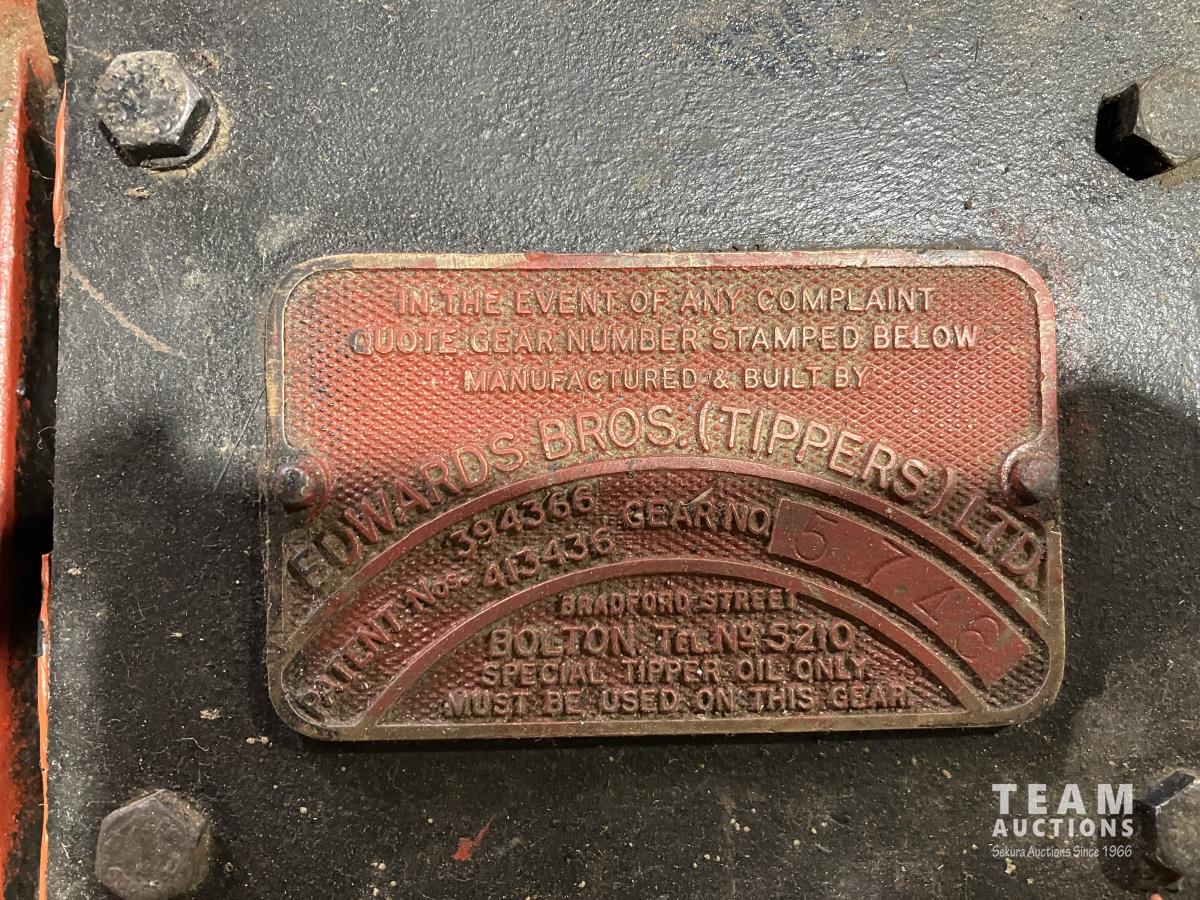 IN THE EVENT OF ANY COMPLAINT
QUOTE GEAR NUMBER STAMPED BELOW
MANUFACTURED & BUILT BY
EDWARDS BROS. (TIPPERS) LTD.
PATENT Nos. 394366
413436
GEAR NO. 5746
BRADFORD STREET
BOLTON, TEL. No. 5210
SPECIAL TIPPER OIL ONLY
MUST BE USED ON THIS GEAR
TEAM
AUCTIONS
Sekura Auctions Since 1966